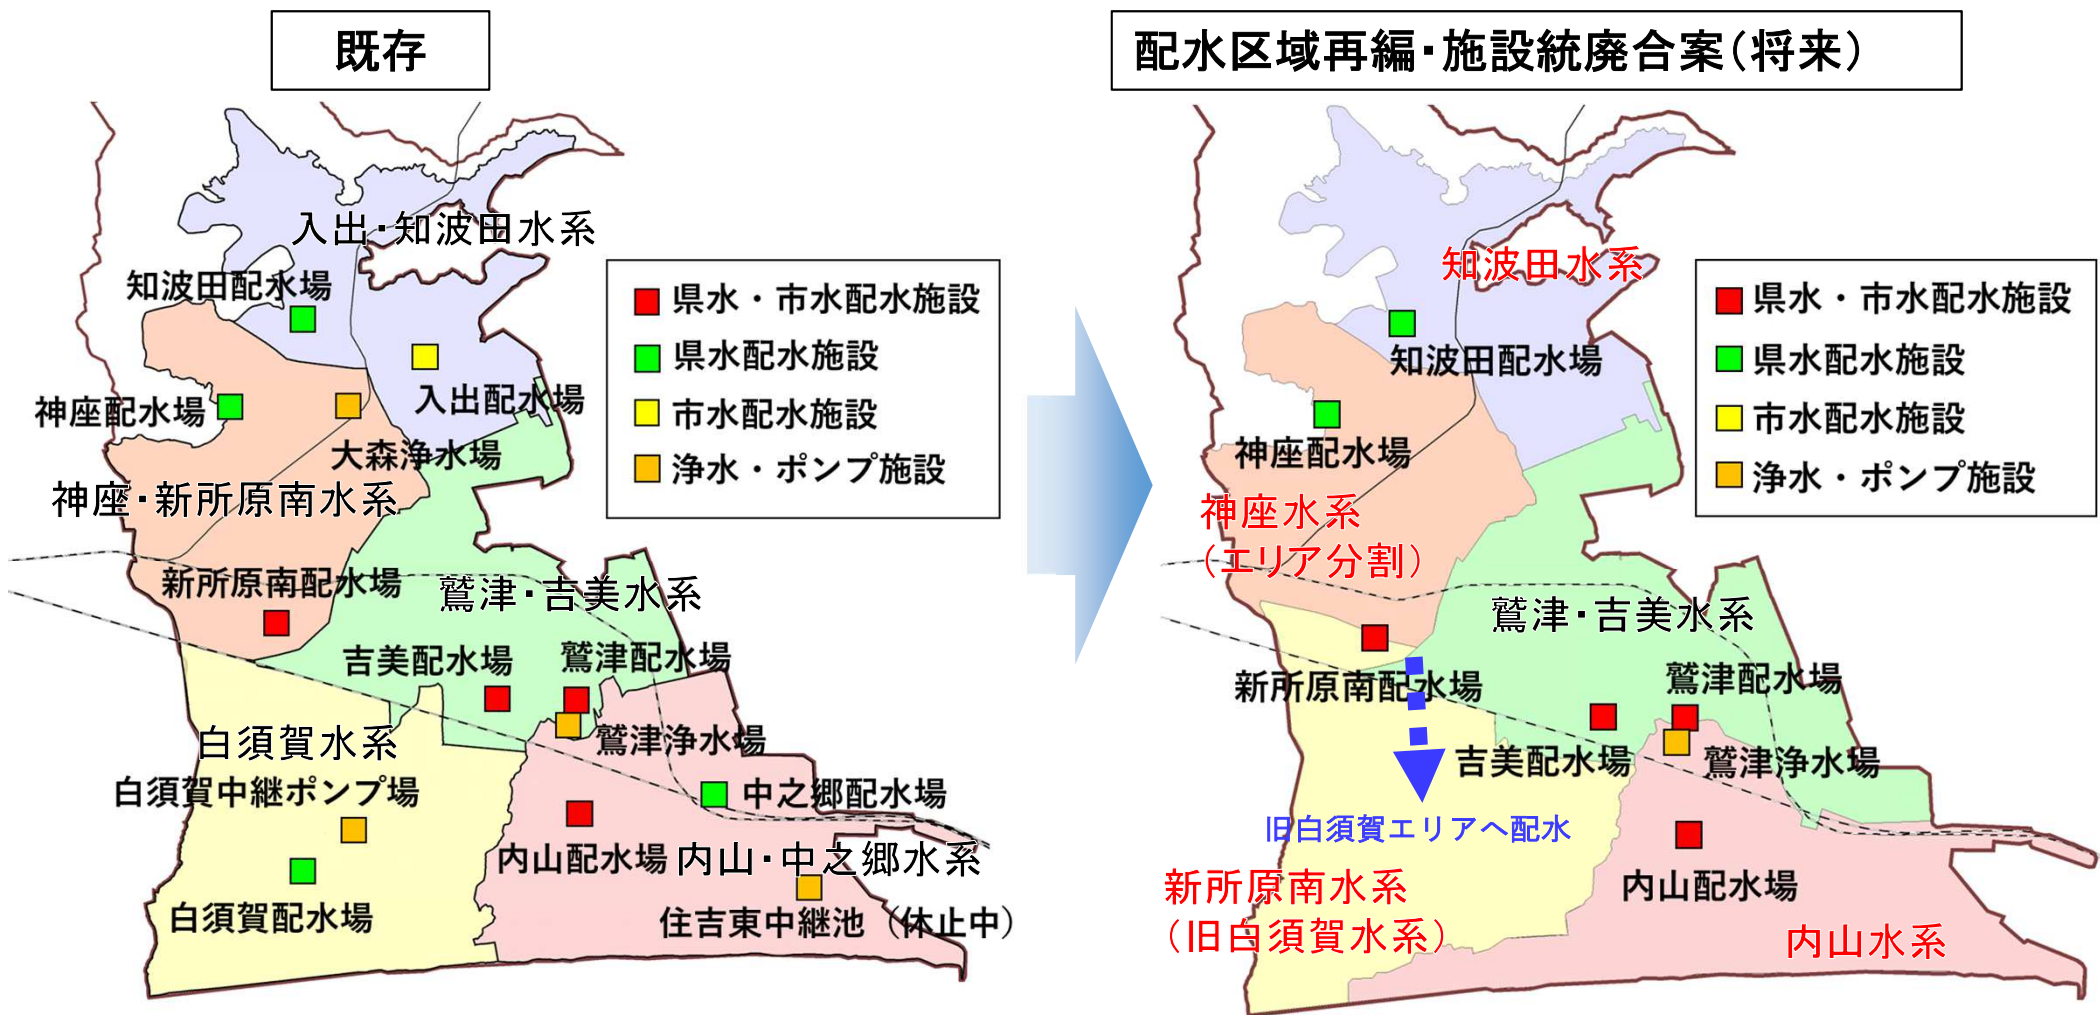 既存
入出・知波田水系
知波田配水場
県水・市水配水施設
県水配水施設
市水配水施設
浄水・ポンプ施設
神座配水場
入出配水場
大森浄水場
神座・新所原南水系
新所原南配水場
鷲津・吉美水系
吉美配水場
鷲津配水場
白須賀水系
鷲津浄水場
白須賀中継ポンプ場
中之郷配水場
内山配水場
内山・中之郷水系
白須賀配水場
住吉東中継池（休止中）
配水区域再編・施設統廃合案（将来）
知波田水系
県水・市水配水施設
県水配水施設
市水配水施設
浄水・ポンプ施設
知波田配水場
神座配水場
神座水系
（エリア分割）
鷲津・吉美水系
新所原南配水場
鷲津配水場
吉美配水場
鷲津浄水場
旧白須賀エリアへ配水
新所原南水系
（旧白須賀水系）
内山配水場
内山水系